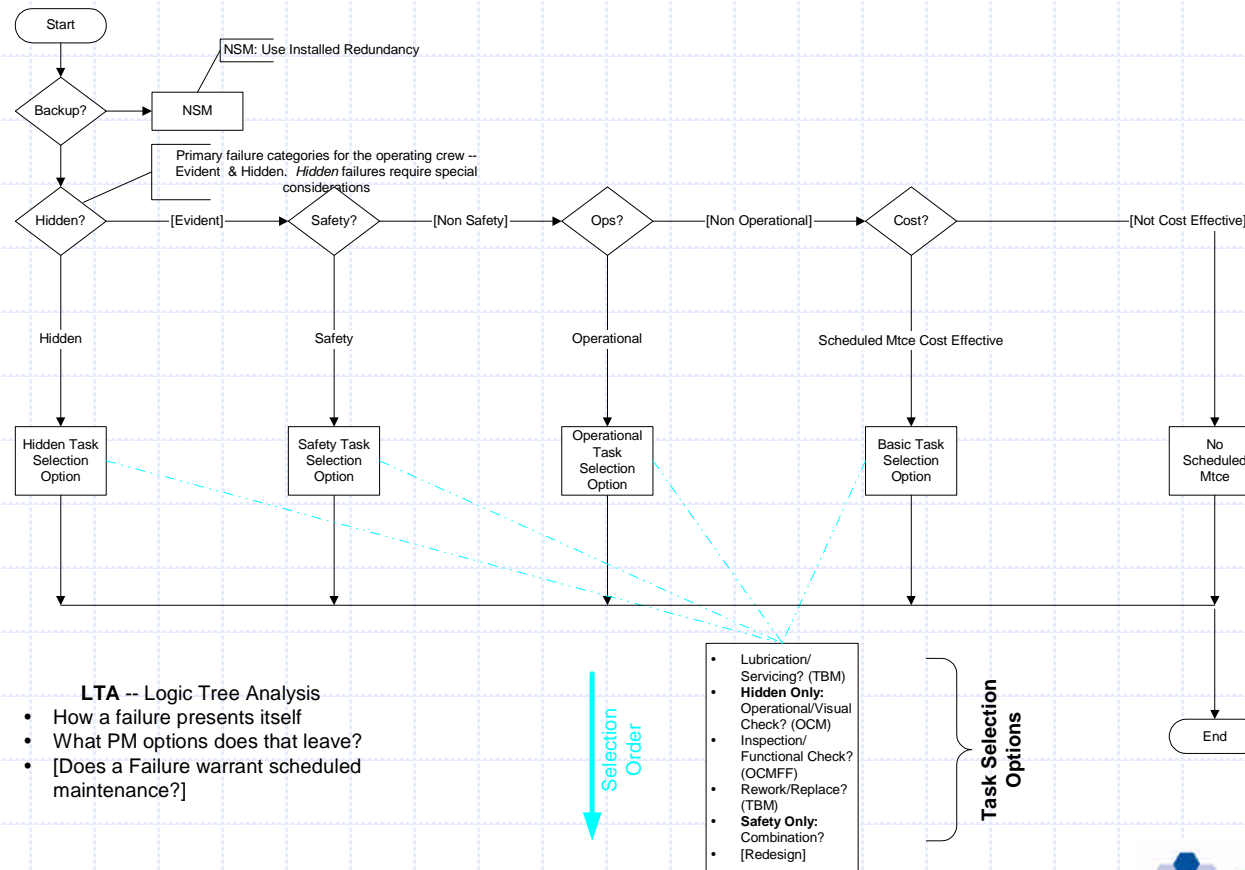 Start
NSM: Use Installed Redundancy
Backup?
NSM
Primary failure categories for the operating crew --
Evident & Hidden. Hidden failures require special
considerations
Hidden?
[Evident]
Safety?
[Non Safety]
Ops?
[Non Operational]
Cost?
[Not Cost Effective]
Hidden
Safety
Operational
Scheduled Mtce Cost Effective
Hidden Task
Selection
Option
Safety Task
Selection
Option
Operational
Task
Selection
Option
Basic Task
Selection
Option
No
Scheduled
Mtce
LTA -- Logic Tree Analysis
• How a failure presents itself
• What PM options does that leave?
• [Does a Failure warrant scheduled
maintenance?]
Selection
Order
• Lubrication/
Servicing? (TBM)
• Hidden Only:
Operational/Visual
Check? (OCM)
• Inspection/
Functional Check?
(OCMFF)
• Rework/Replace?
(TBM)
• Safety Only:
Combination?
• [Redesign]
Task Selection
Options
End